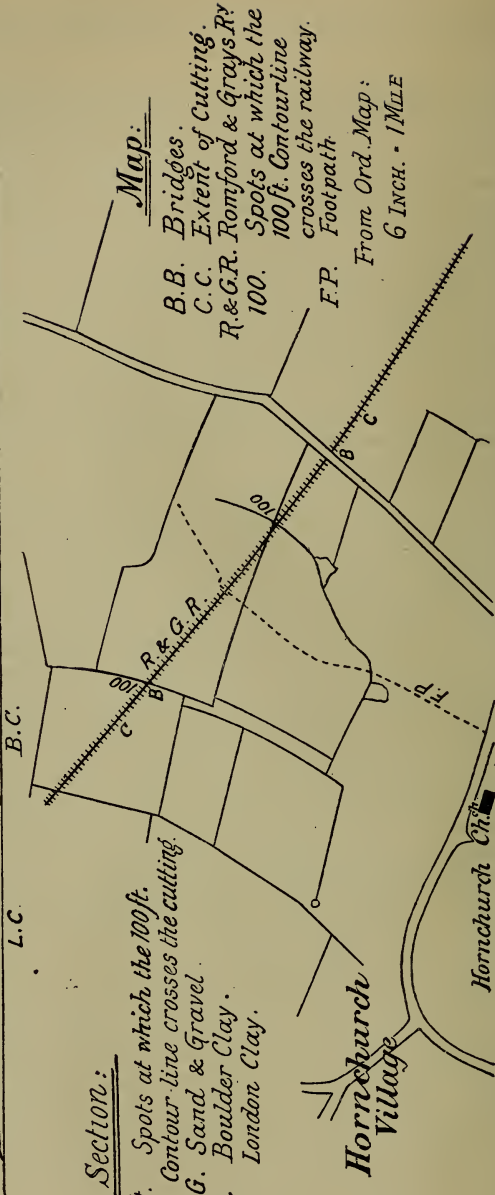 L.C.
B.C.
Section:
t. Spots at which the 100ft.
Contour-line crosses the cutting.
G. Sand & Gravel.
Boulder Clay.
London Clay.
Map:
B.B. Bridges.
C.C. Extent of Cutting.
R.&G.R. Romford & Grays Ry
100. Spots at which the
100ft. Contourline
crosses the railway.
F.P. Footpath.
From Ord. Map:
6 INCH. = 1 MILE
C
100
B
R. & G. R.
100
B
C
F.P.
Hornchurch
Village
Hornchurch Ch.